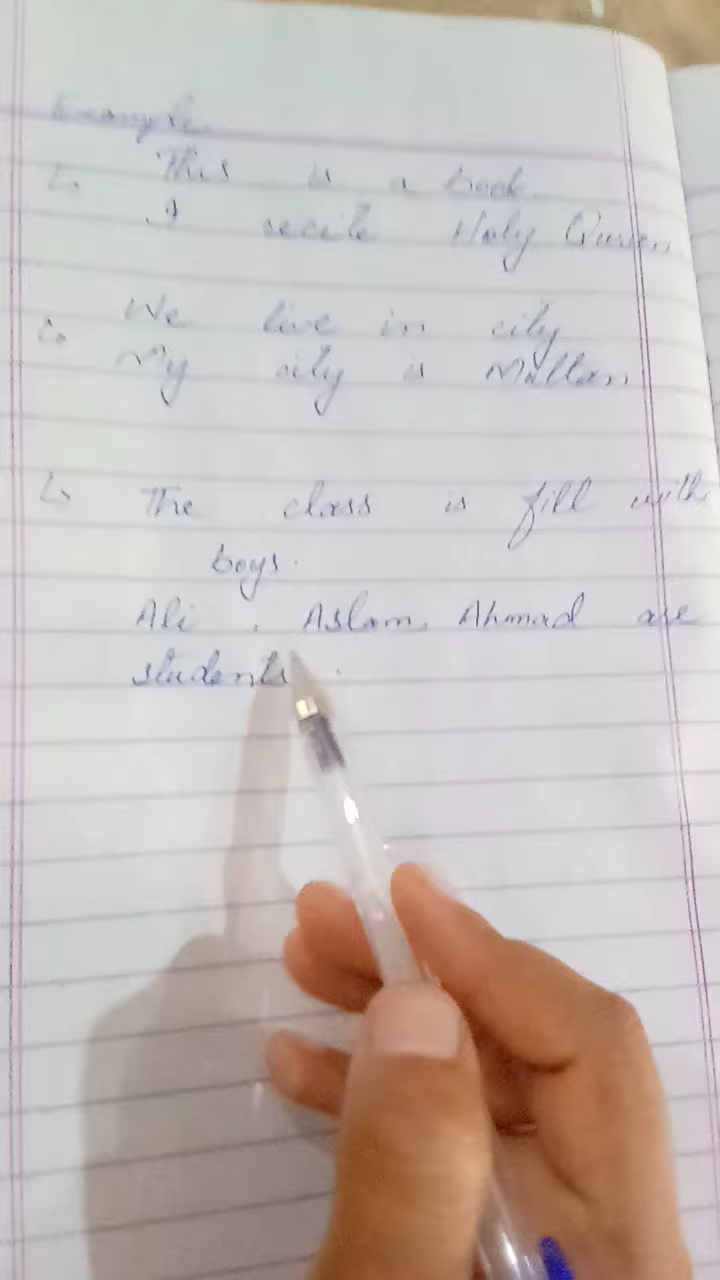 Example.
This is a book.
I recite Holy Quran.
We live in city
My city is Multan
The class is fill with
boys.
Ali , Aslam, Ahmad are
students .